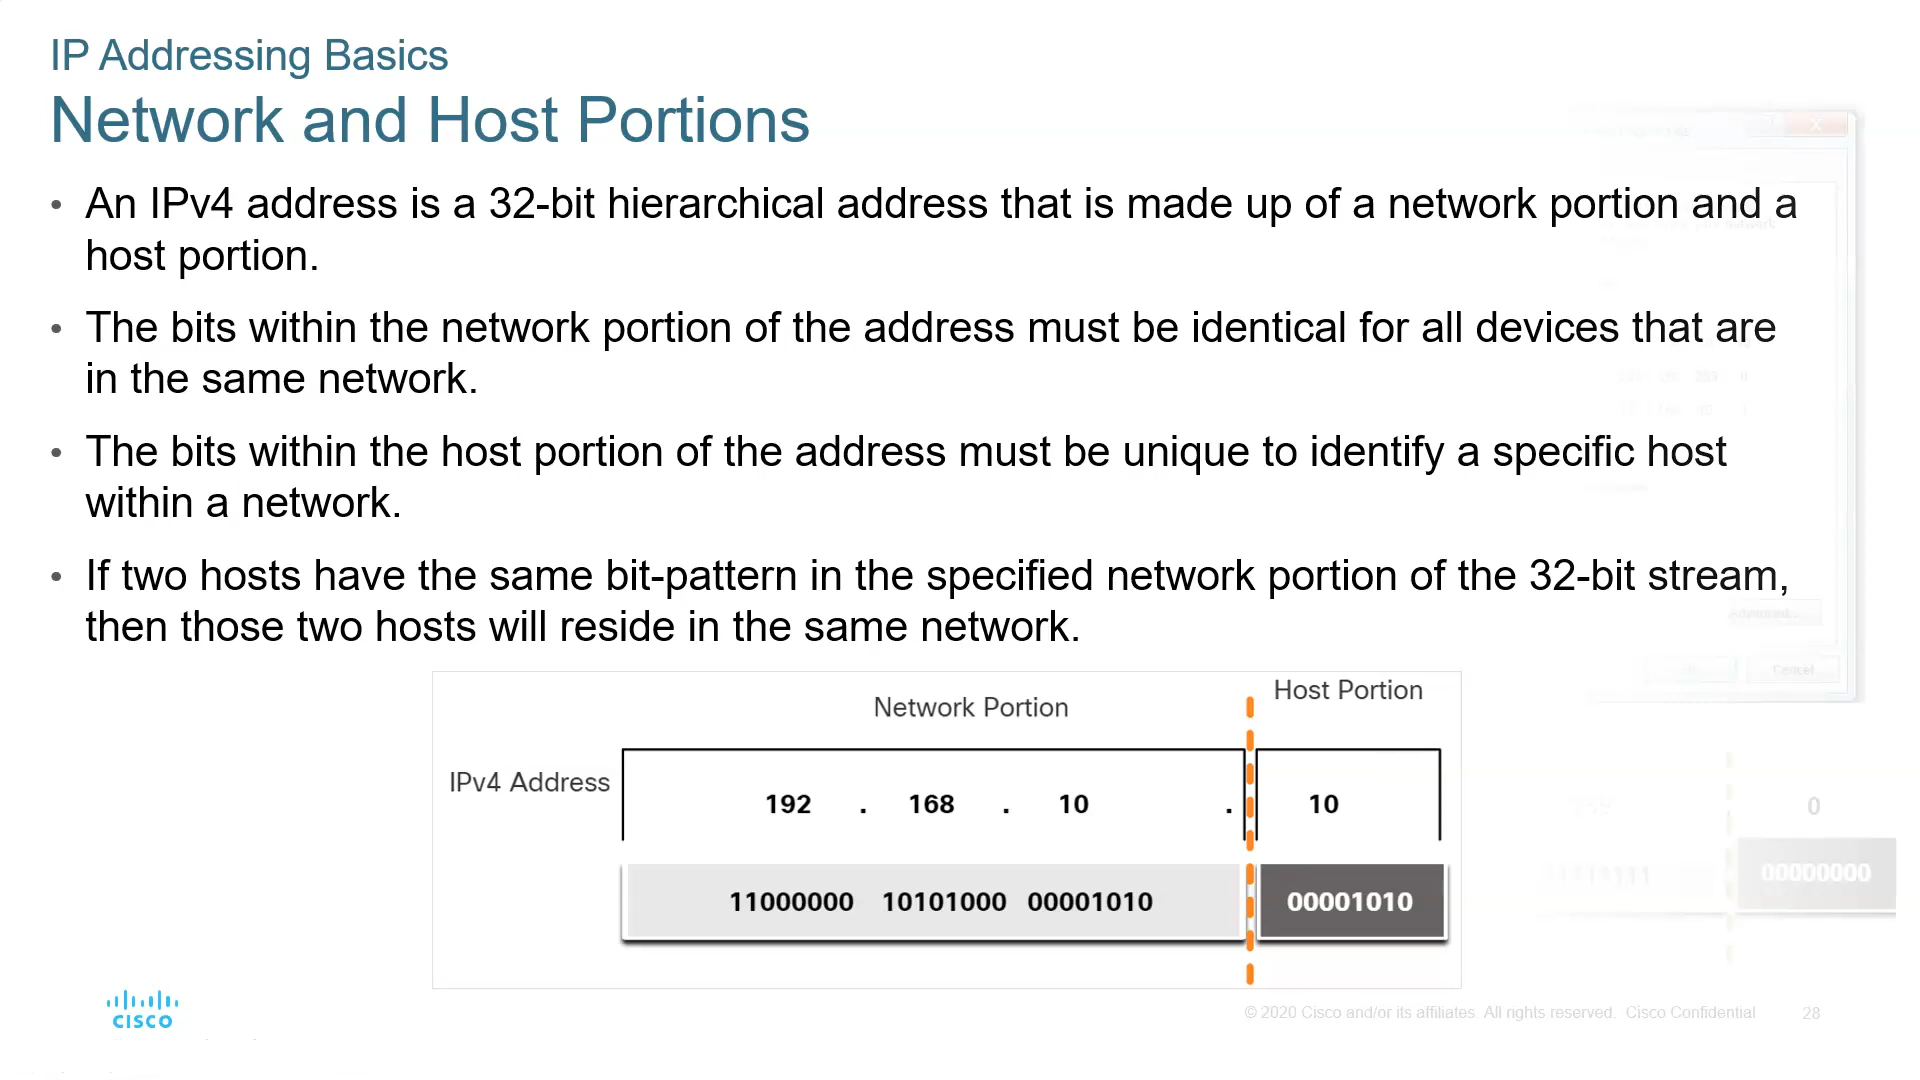 IP Addressing Basics
Network and Host Portions
• An IPv4 address is a 32-bit hierarchical address that is made up of a network portion and a
host portion.
• The bits within the network portion of the address must be identical for all devices that are
in the same network.
• The bits within the host portion of the address must be unique to identify a specific host
within a network.
• If two hosts have the same bit-pattern in the specified network portion of the 32-bit stream,
then those two hosts will reside in the same network.
Advanced...
Cancel
Network Portion
Host Portion
IPv4 Address
192 . 168 . 10 . 10
11000000 10101000 00001010 00001010
0
00000000
CISCO
© 2020 Cisco and/or its affiliates. All rights reserved. Cisco Confidential 28